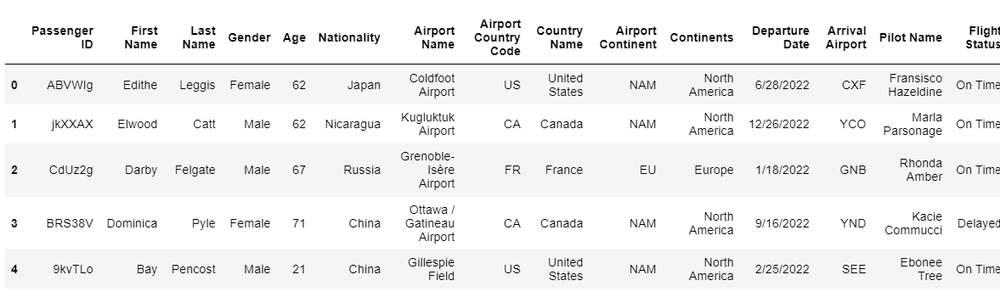 Passenger ID First Name Last Name Gender Age Nationality Airport Name Airport Country Code Country Name Airport Continent Continents Departure Date Arrival Airport Pilot Name Flight Status
0 ABVWIg Edithe Leggis Female 62 Japan Coldfoot Airport US United States NAM North America 6/28/2022 CXF Fransisco Hazeldine On Time
1 jkXXAX Elwood Catt Male 62 Nicaragua Kugluktuk Airport CA Canada NAM North America 12/26/2022 YCO Marla Parsonage On Time
2 CdUz2g Darby Felgate Male 67 Russia Grenoble-Isère Airport FR France EU Europe 1/18/2022 GNB Rhonda Amber On Time
3 BRS38V Dominica Pyle Female 71 China Ottawa / Gatineau Airport CA Canada NAM North America 9/16/2022 YND Kacie Commucci Delayed
4 9kvTLo Bay Pencost Male 21 China Gillespie Field US United States NAM North America 2/25/2022 SEE Ebonee Tree On Time